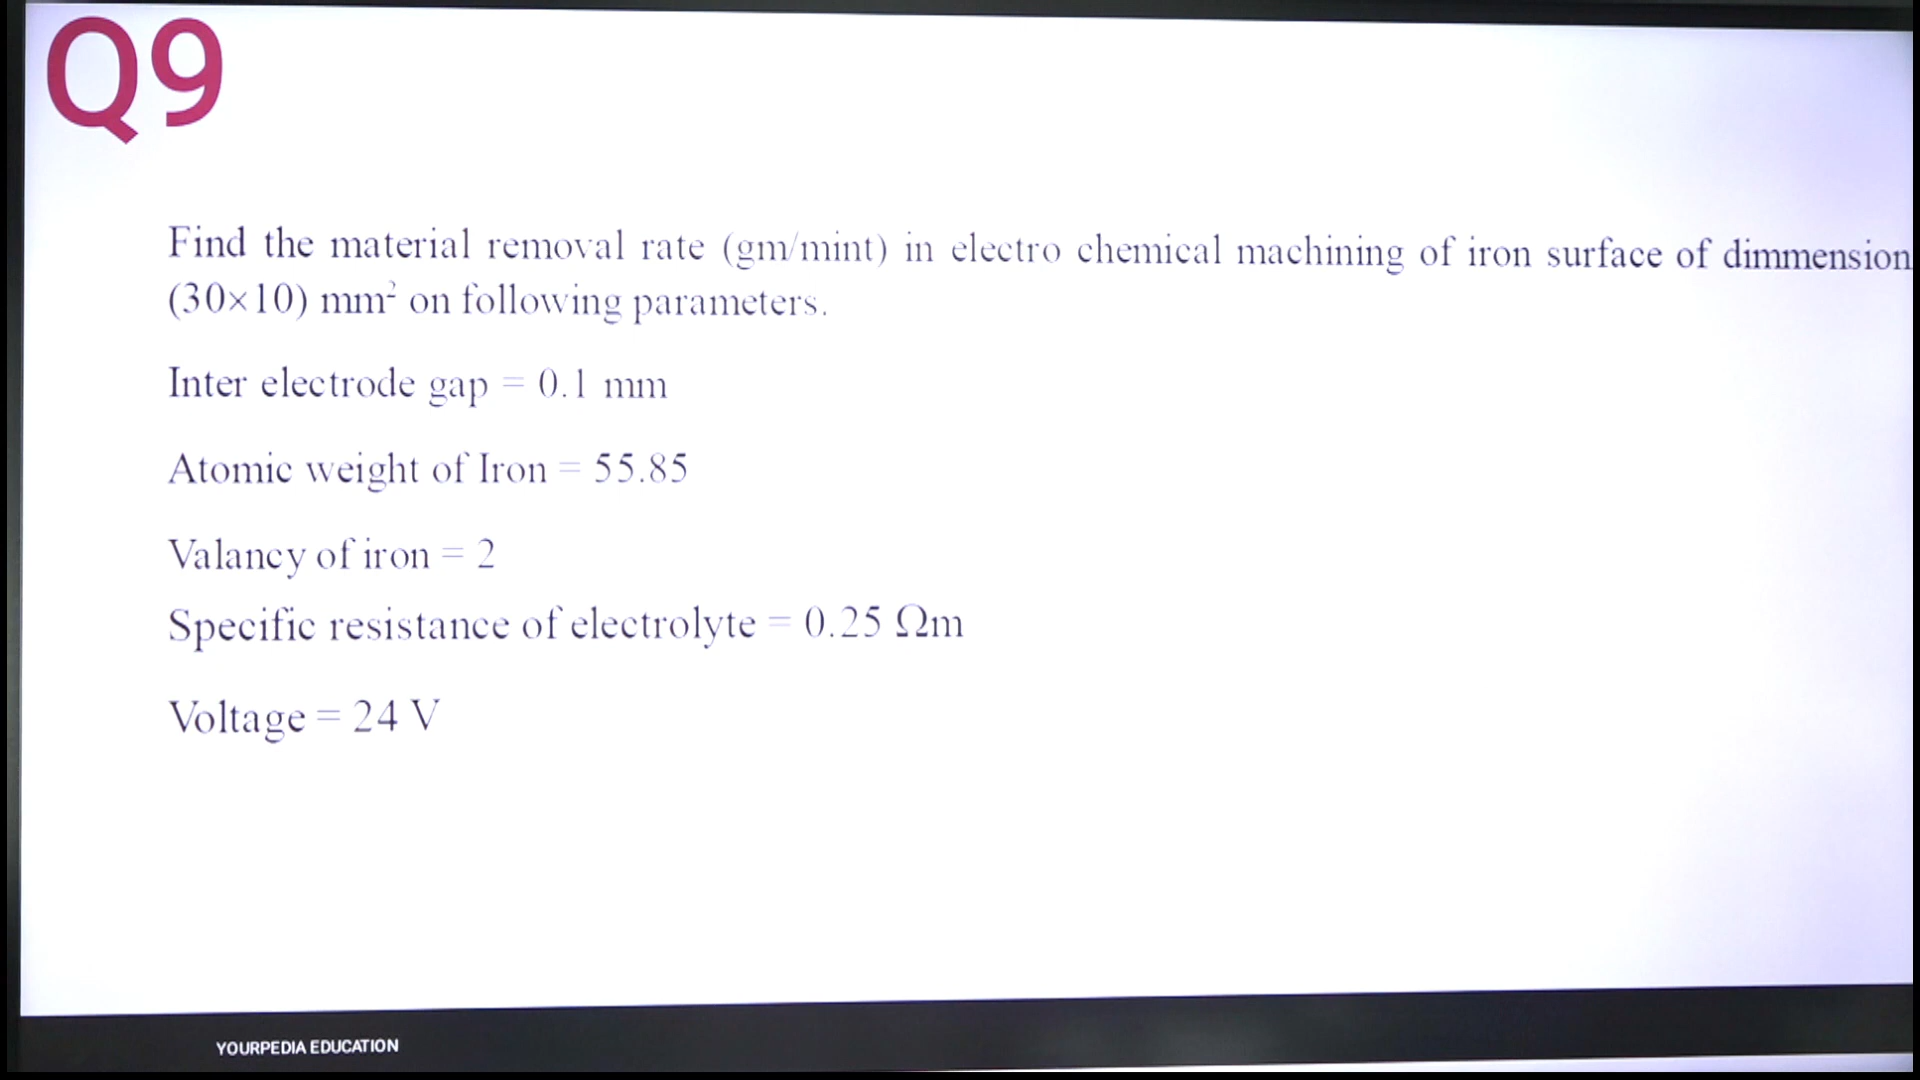 Q9
Find the material removal rate (gm/mint) in electro chemical machining of iron surface of dimmension
(30×10) mm² on following parameters.
Inter electrode gap = 0.1 mm
Atomic weight of Iron = 55.85
Valancy of iron = 2
Specific resistance of electrolyte = 0.25 Ωm
Voltage = 24 V
YOURPEDIA EDUCATION